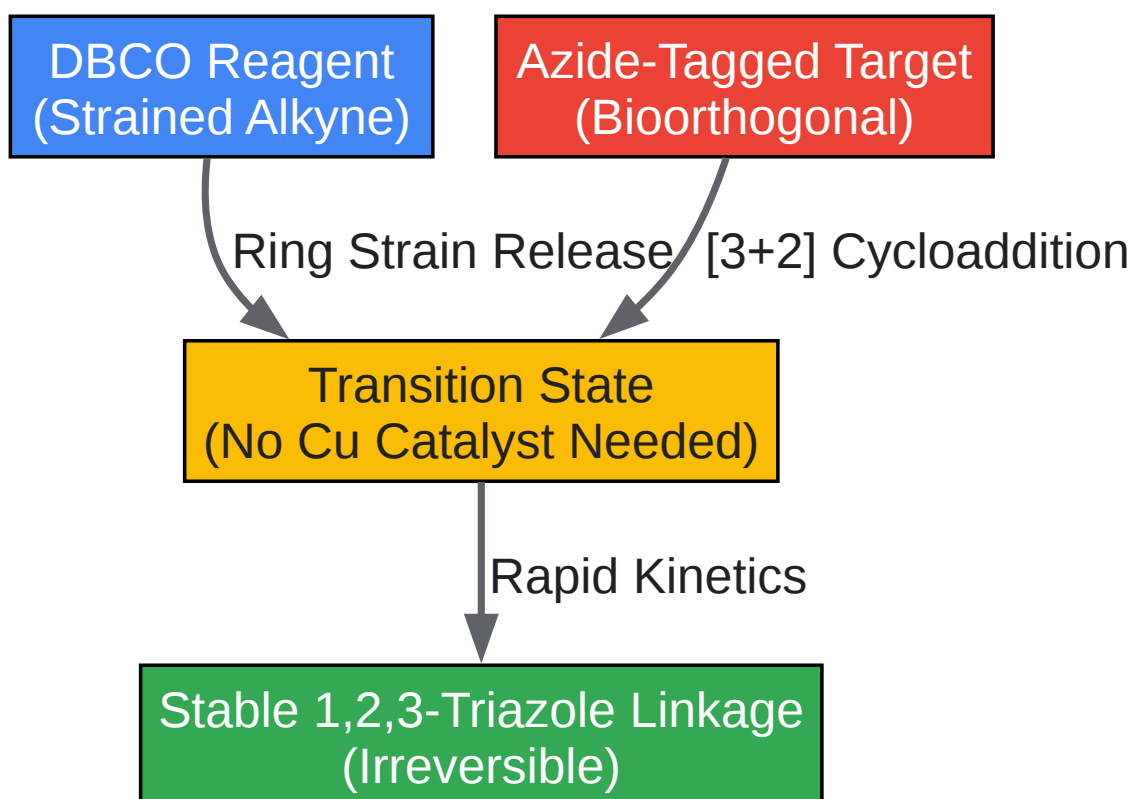 DBCO Reagent
(Strained Alkyne)
Azide-Tagged Target
(Bioorthogonal)
Ring Strain Release
[3+2] Cycloaddition
Transition State
(No Cu Catalyst Needed)
Rapid Kinetics
Stable 1,2,3-Triazole Linkage
(Irreversible)